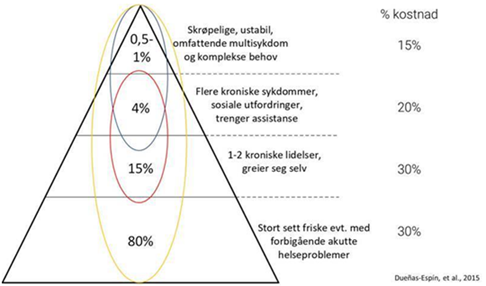 % kostnad
0,5-
1%
Skrøpelige, ustabil,
omfattende multisykdom
og komplekse behov
15%
4%
Flere kroniske sykdommer,
sosiale utfordringer,
trenger assistanse
20%
15%
1-2 kroniske lidelser,
greier seg selv
30%
80%
Stort sett friske evt. med
forbigående akutte
helseproblemer
30%
Dueñas-Espín, et al., 2015